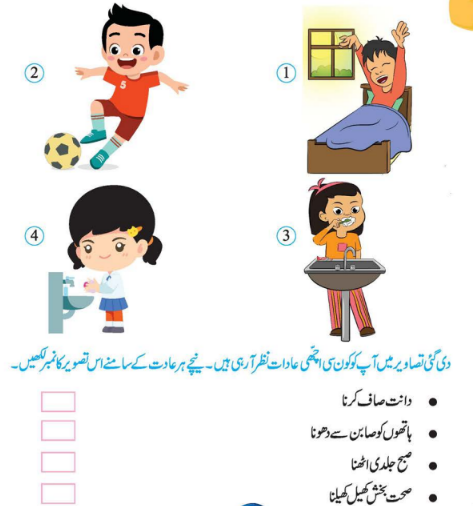 ①
②
5
③
④
دی گئی تصاویر میں آپ کو کون سی اچھّی عادات نظر آ رہی ہیں۔ نیچے ہر عادت کے سامنے اس تصویر کا نمبر لکھیں۔
● دانت صاف کرنا
● ہاتھوں کو صابن سے دھونا
● صبح جلدی اٹھنا
● صحت بخش کھیل کھیلنا